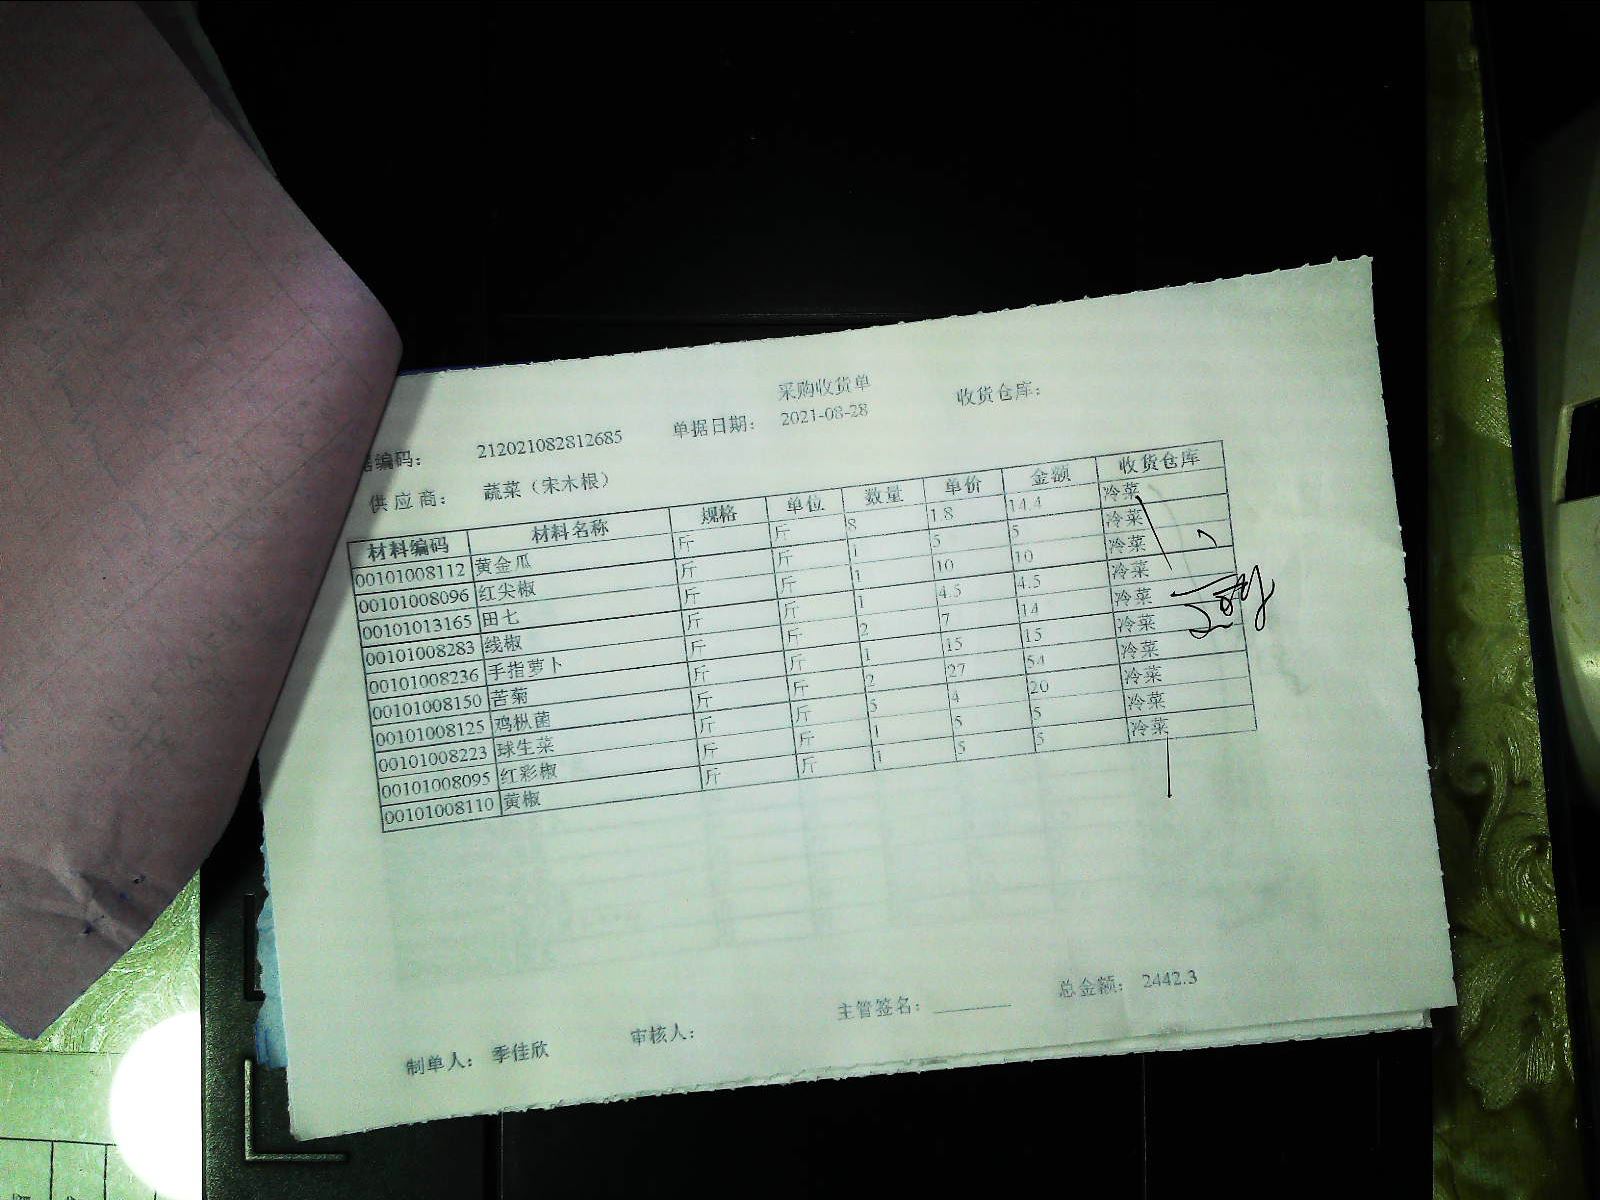 采购收货单
编码： 212021082812685 单据日期： 2021-08-28 收货仓库：
供应商： 蔬菜（宋木根）
材料编码 材料名称 规格 单位 数量 单价 金额 收货仓库
00101008112 黄金瓜 斤 斤 8 1.8 14.4 冷菜
00101008096 红尖椒 斤 斤 1 5 5 冷菜
00101013165 田七 斤 斤 1 10 10 冷菜
00101008283 线椒 斤 斤 1 4.5 4.5 冷菜
00101008236 手指萝卜 斤 斤 2 7 14 冷菜
00101008150 苦菊 斤 斤 1 15 15 冷菜
00101008125 鸡枞菌 斤 斤 2 27 54 冷菜
00101008223 球生菜 斤 斤 5 4 20 冷菜
00101008095 红彩椒 斤 斤 1 5 5 冷菜
00101008110 黄椒 斤 斤 1 5 5 冷菜
制单人： 季佳欣 审核人： 主管签名： 总金额： 2442.3